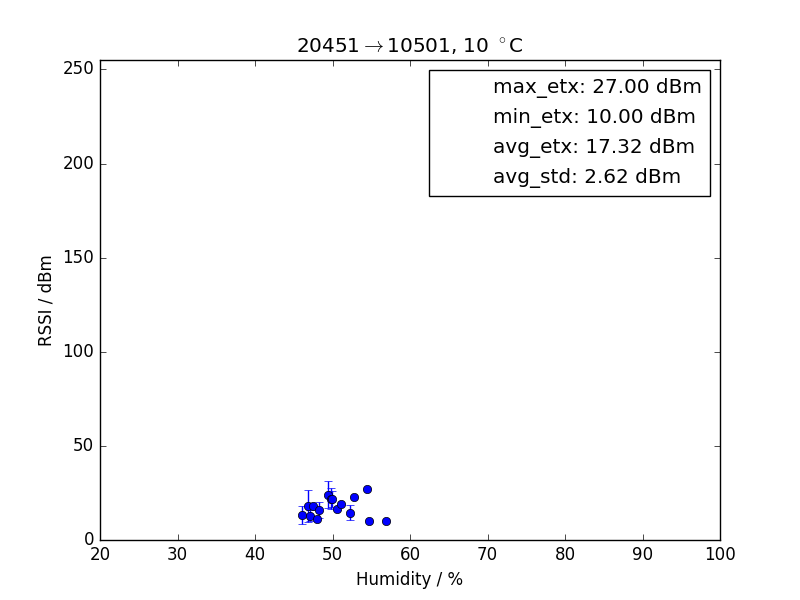 20451→10501, 10 °C
max_etx: 27.00 dBm
min_etx: 10.00 dBm
avg_etx: 17.32 dBm
avg_std: 2.62 dBm
RSSI / dBm
250
200
150
100
50
0
20 30 40 50 60 70 80 90 100
Humidity / %